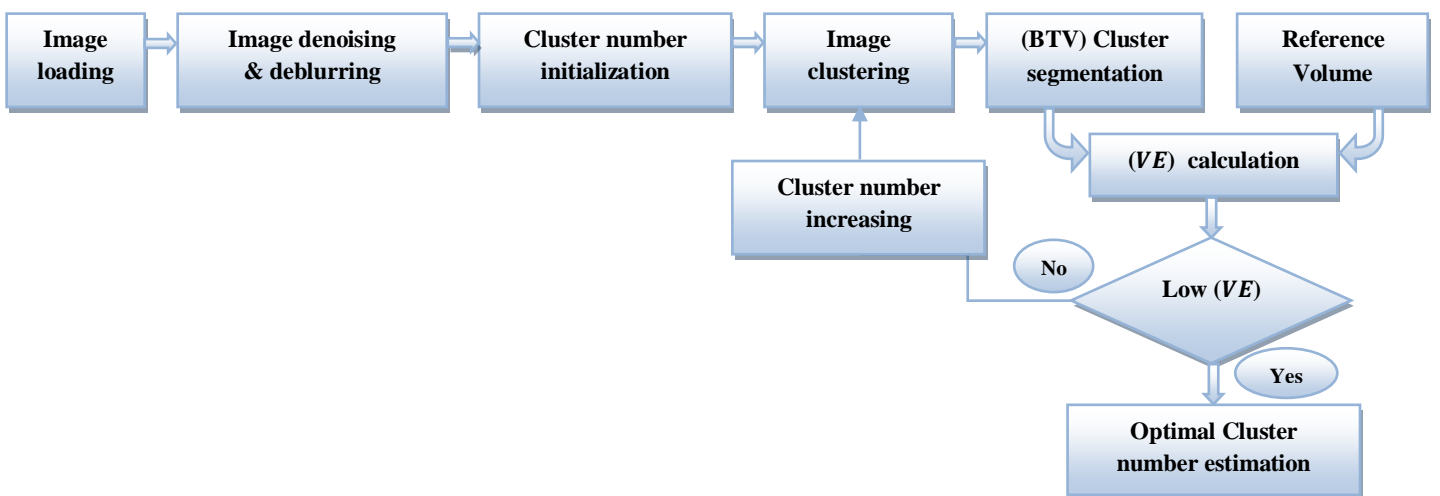 Image
loading
Image denoising
& deblurring
Cluster number
initialization
Image
clustering
(BTV) Cluster
segmentation
Reference
Volume
(VE) calculation
Cluster number
increasing
No
Low (VE)
Yes
Optimal Cluster
number estimation